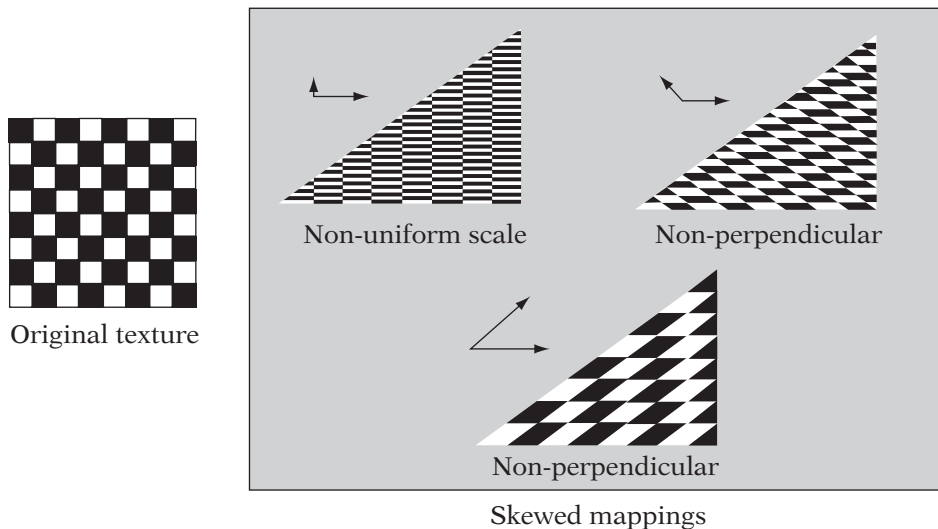 Non-uniform scale
Non-perpendicular
Original texture
Non-perpendicular
Skewed mappings